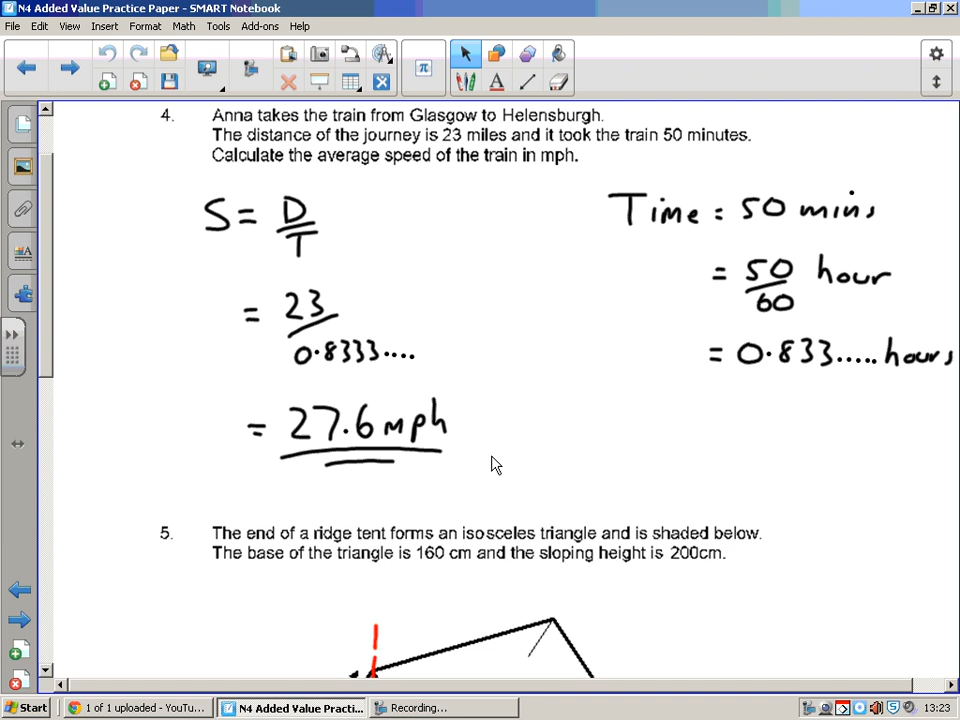 N4 Added Value Practice Paper - SMART Notebook
File Edit View Insert Format Math Tools Add-ons Help
4. Anna takes the train from Glasgow to Helensburgh.
The distance of the journey is 23 miles and it took the train 50 minutes.
Calculate the average speed of the train in mph.
S = D/T
= 23/0.8333....
= 27.6 mph
Time = 50 mins
= 50/60 hour
= 0.833..... hours
5. The end of a ridge tent forms an isosceles triangle and is shaded below.
The base of the triangle is 160 cm and the sloping height is 200cm.
Start 1 of 1 uploaded - YouTu... N4 Added Value Practi... Recording... 13:23